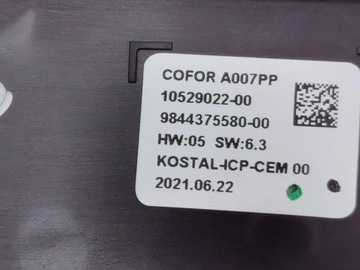 COFOR A007PP
10529022-00
9844375580-00
HW:05 SW:6.3
KOSTAL-ICP-CEM 00
2021.06.22